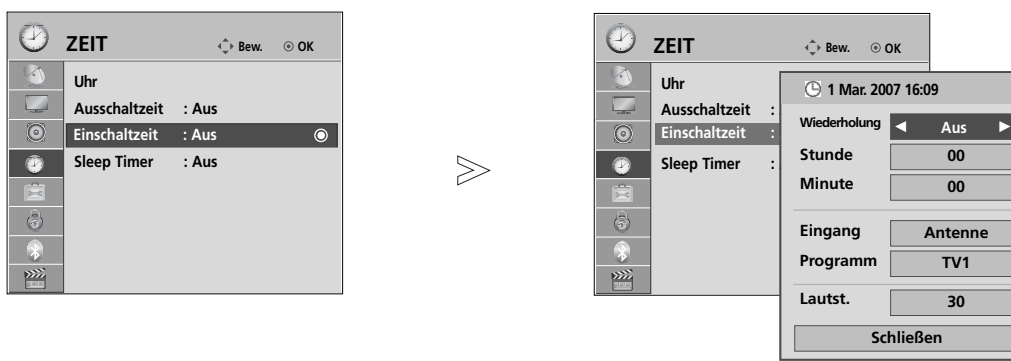 ZEIT Bew. OK
Uhr
Ausschaltzeit : Aus
Einschaltzeit : Aus
Sleep Timer : Aus
ZEIT Bew. OK
Uhr
Ausschaltzeit :
Einschaltzeit :
Sleep Timer :
1 Mar. 2007 16:09
Wiederholung Aus
Stunde 00
Minute 00
Eingang Antenne
Programm TV1
Lautst. 30
Schließen